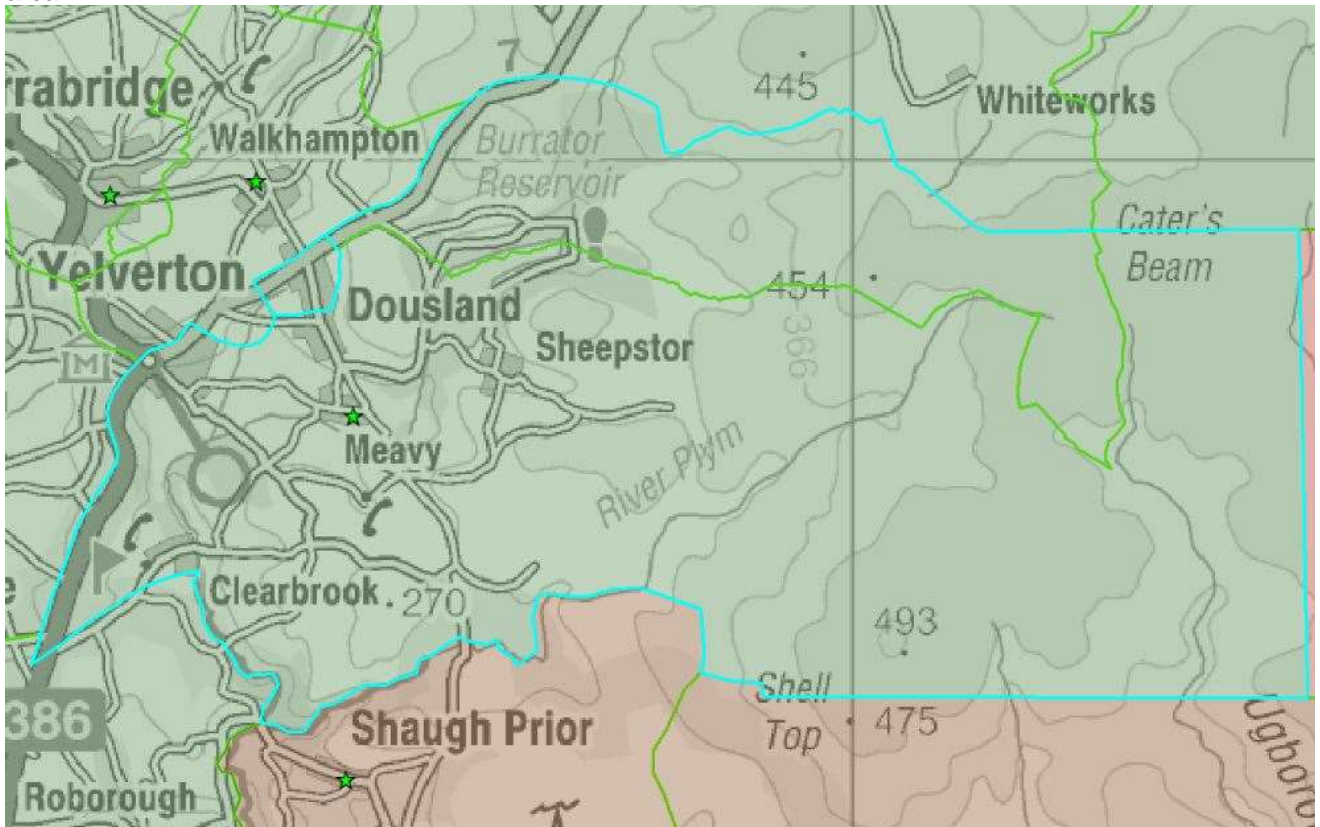 7
445
rrabridge
Whiteworks
Walkhampton
Burrator
Reservoir
Cater's
Beam
Yelverton
454
Dousland
366
Sheepstor
M
Meavy
River Plym
Clearbrook
270
493
e
Shell
Top
475
386
Shaugh Prior
Ugboro
Roborough